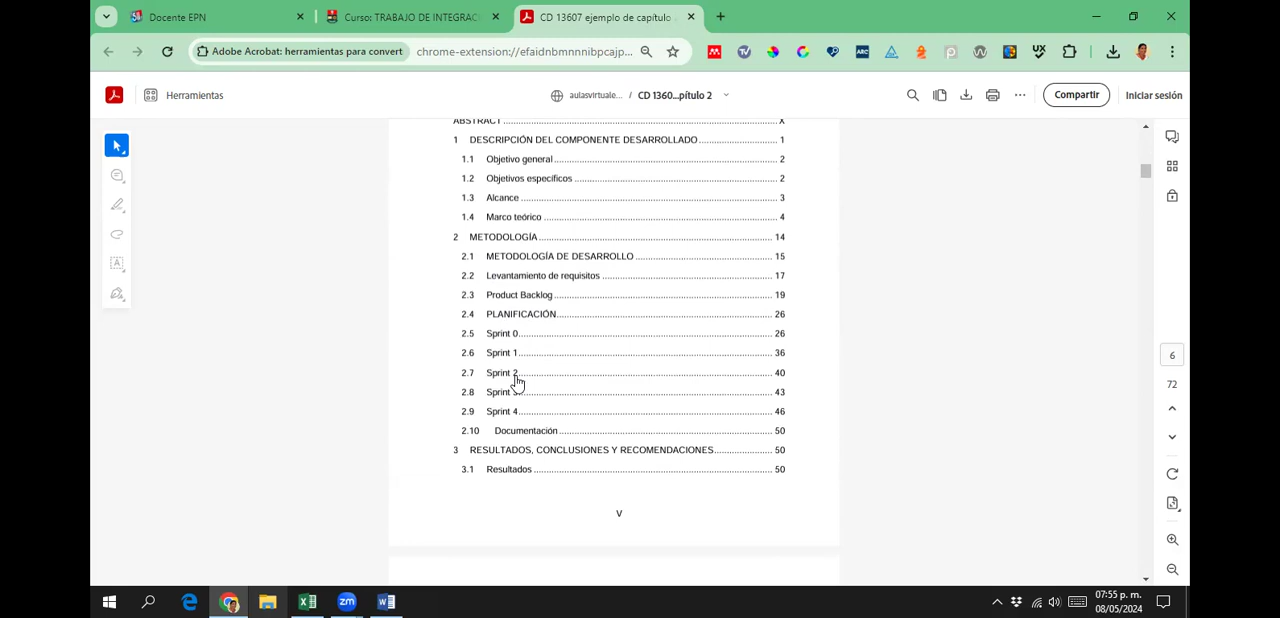 Docente EPN
Curso: TRABAJO DE INTEGRAC
CD 13607 ejemplo de capítulo
Adobe Acrobat: herramientas para convert
chrome-extension://efaidnbmnnnibpcajp...
Herramientas
aulasvirtuale... / CD 1360...pítulo 2
Compartir
Iniciar sesión
ABSTRACT X
1 DESCRIPCIÓN DEL COMPONENTE DESARROLLADO 1
1.1 Objetivo general 2
1.2 Objetivos específicos 2
1.3 Alcance 3
1.4 Marco teórico 4
2 METODOLOGÍA 14
2.1 METODOLOGÍA DE DESARROLLO 15
2.2 Levantamiento de requisitos 17
2.3 Product Backlog 19
2.4 PLANIFICACIÓN 26
2.5 Sprint 0 26
2.6 Sprint 1 36
2.7 Sprint 2 40
2.8 Sprint 43
2.9 Sprint 4 46
2.10 Documentación 50
3 RESULTADOS, CONCLUSIONES Y RECOMENDACIONES 50
3.1 Resultados 50
V
6
72
07:55 p. m.
08/05/2024